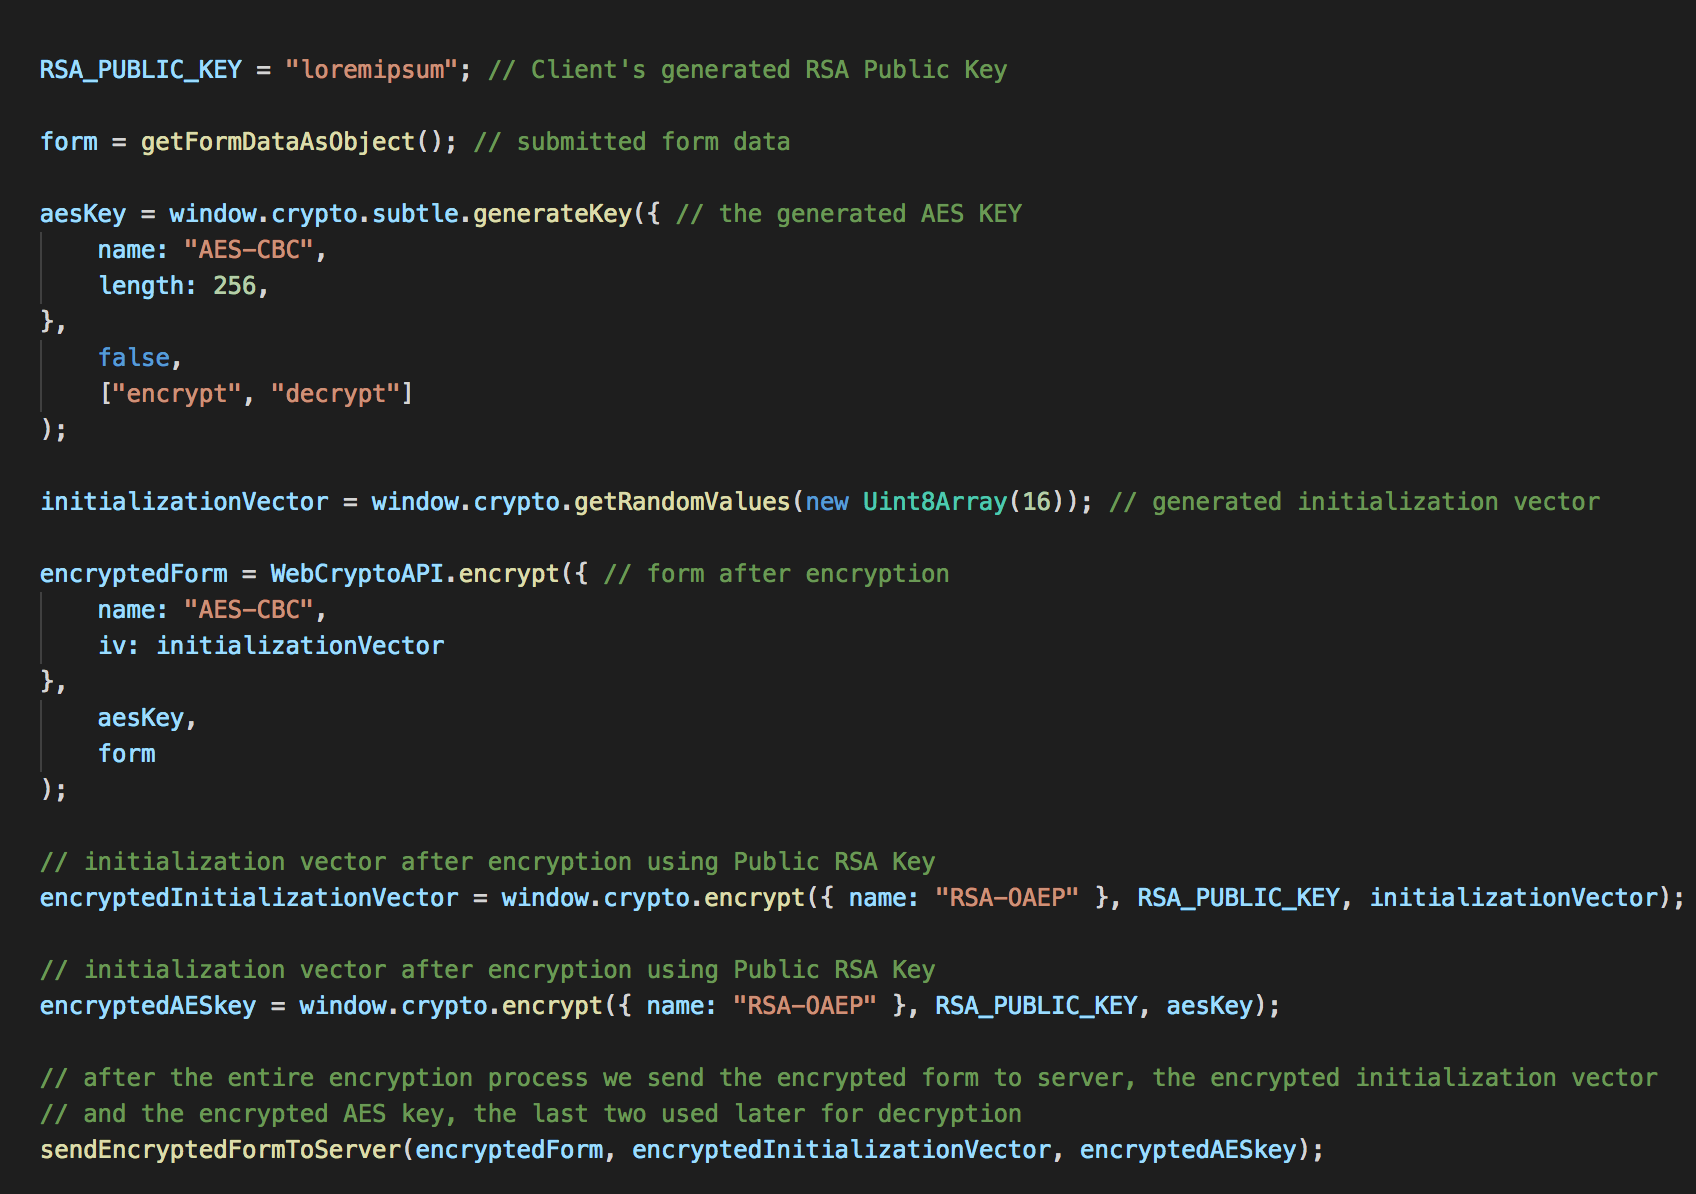 RSA_PUBLIC_KEY = "loremipsum"; // Client's generated RSA Public Key
form = getFormDataAsObject(); // submitted form data
aesKey = window.crypto.subtle.generateKey({ // the generated AES KEY
    name: "AES-CBC",
    length: 256,
},
    false,
    ["encrypt", "decrypt"]
);
initializationVector = window.crypto.getRandomValues(new Uint8Array(16)); // generated initialization vector
encryptedForm = WebCryptoAPI.encrypt({ // form after encryption
    name: "AES-CBC",
    iv: initializationVector
},
    aesKey,
    form
);
// initialization vector after encryption using Public RSA Key
encryptedInitializationVector = window.crypto.encrypt({ name: "RSA-OAEP" }, RSA_PUBLIC_KEY, initializationVector);
// initialization vector after encryption using Public RSA Key
encryptedAESkey = window.crypto.encrypt({ name: "RSA-OAEP" }, RSA_PUBLIC_KEY, aesKey);
// after the entire encryption process we send the encrypted form to server, the encrypted initialization vector
// and the encrypted AES key, the last two used later for decryption
sendEncryptedFormToServer(encryptedForm, encryptedInitializationVector, encryptedAESkey);